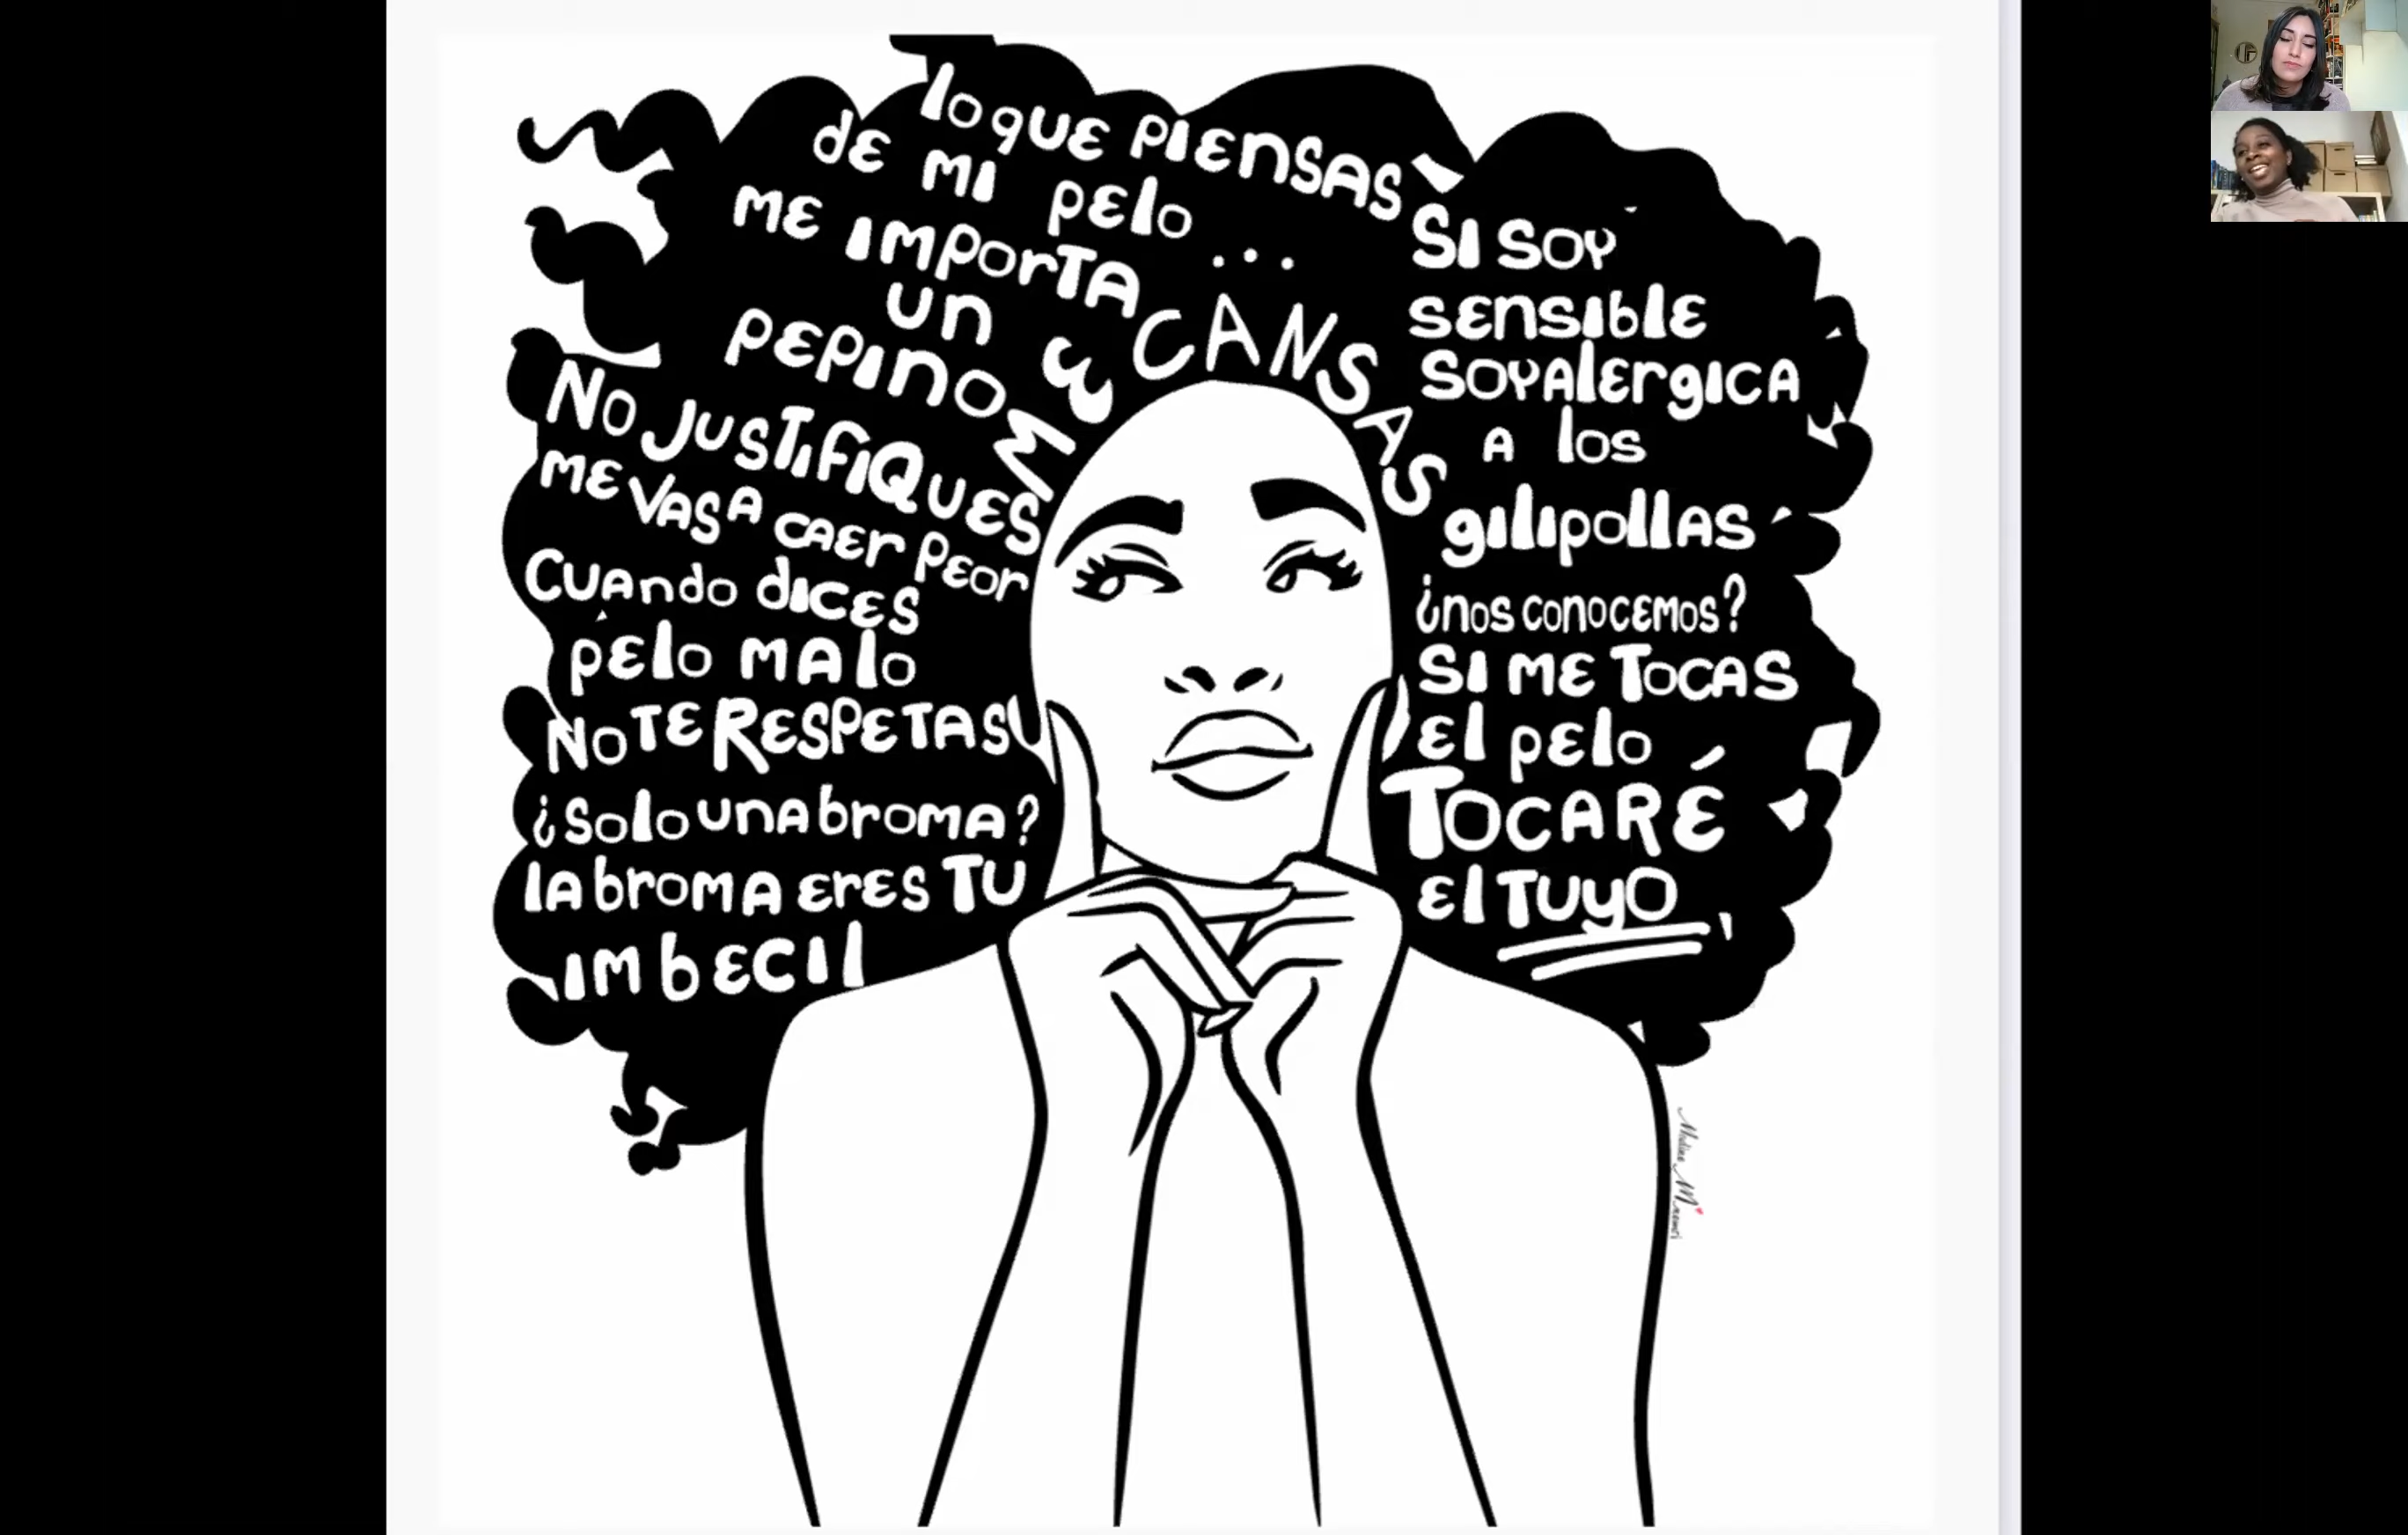 lo que piensas
de mi pelo...
me importa
un
pepino
ME CANSAS
No justifiques
me vas a caer peor
Cuando dices
pelo malo
No te respetas
¿Solo una broma?
la broma eres tu
imbecil
Si soy
sensible
soy alergica
a los
gilipollas
¿nos conocemos?
si me tocas
el pelo
Tocaré
el tuyo